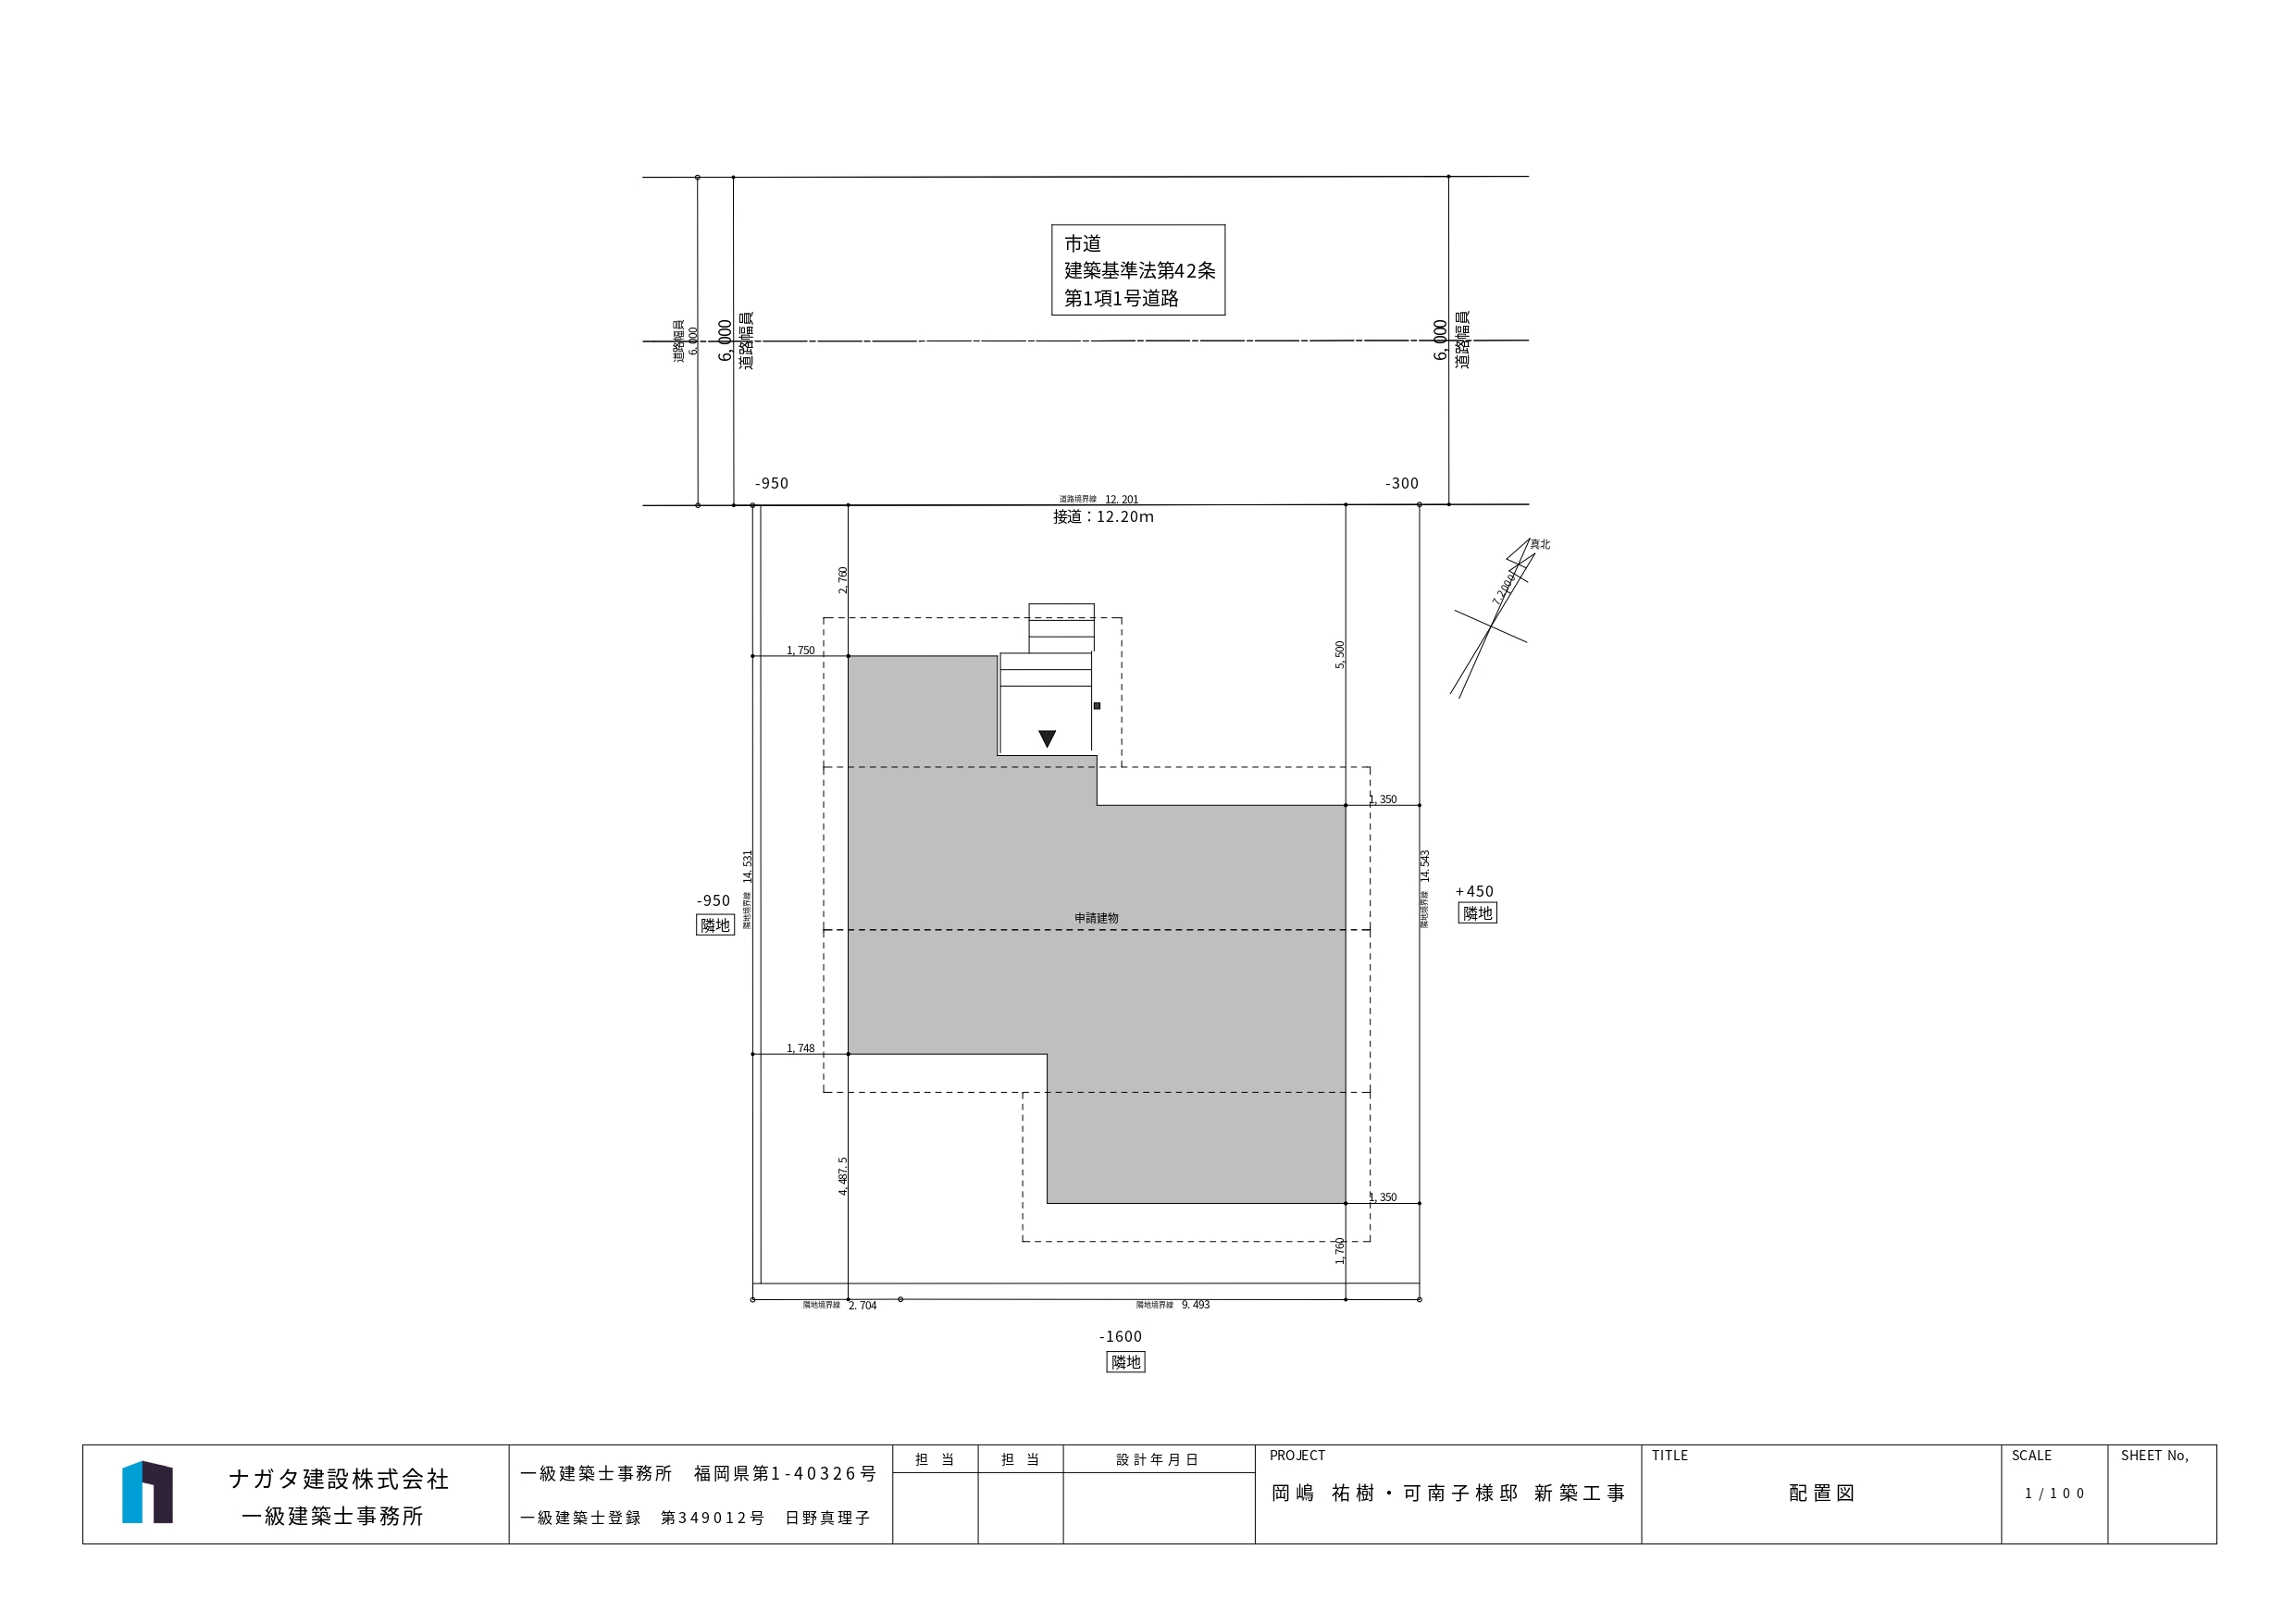 市道
建築基準法第42条
第1項1号道路
道路幅員
6,000
6,000
道路幅員
6,000
道路幅員
-950
-300
道路境界線 12.201
接道：12.20m
真北
7.2000
2,760
5,500
1,750
1,350
14.531
隣地境界線
14.543
隣地境界線
-950
隣地
+450
隣地
申請建物
1,748
4,487.5
1,350
1,760
隣地境界線 2.704
隣地境界線 9.493
-1600
隣地
ナガタ建設株式会社
一級建築士事務所
一級建築士事務所 福岡県第1-40326号
一級建築士登録 第349012号 日野真理子
担 当
担 当
設計年月日
PROJECT
岡嶋 祐樹・可南子様邸 新築工事
TITLE
配置図
SCALE
1/100
SHEET No,